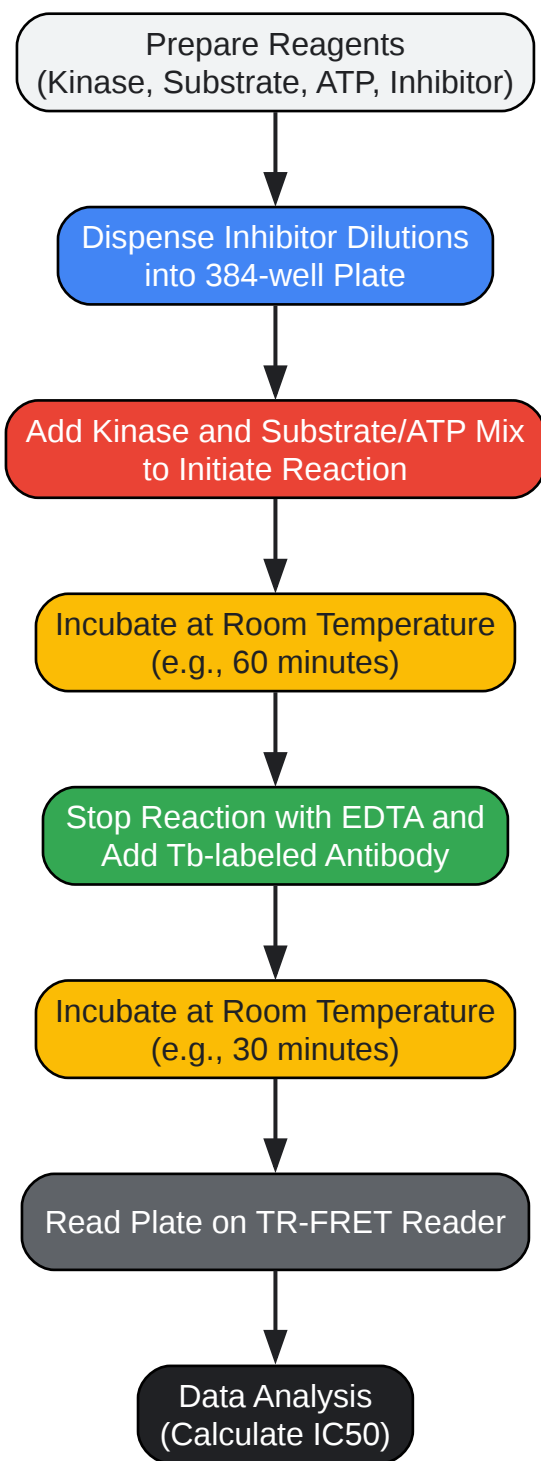 Prepare Reagents
(Kinase, Substrate, ATP, Inhibitor)
Dispense Inhibitor Dilutions
into 384-well Plate
Add Kinase and Substrate/ATP Mix
to Initiate Reaction
Incubate at Room Temperature
(e.g., 60 minutes)
Stop Reaction with EDTA and
Add Tb-labeled Antibody
Incubate at Room Temperature
(e.g., 30 minutes)
Read Plate on TR-FRET Reader
Data Analysis
(Calculate IC50)